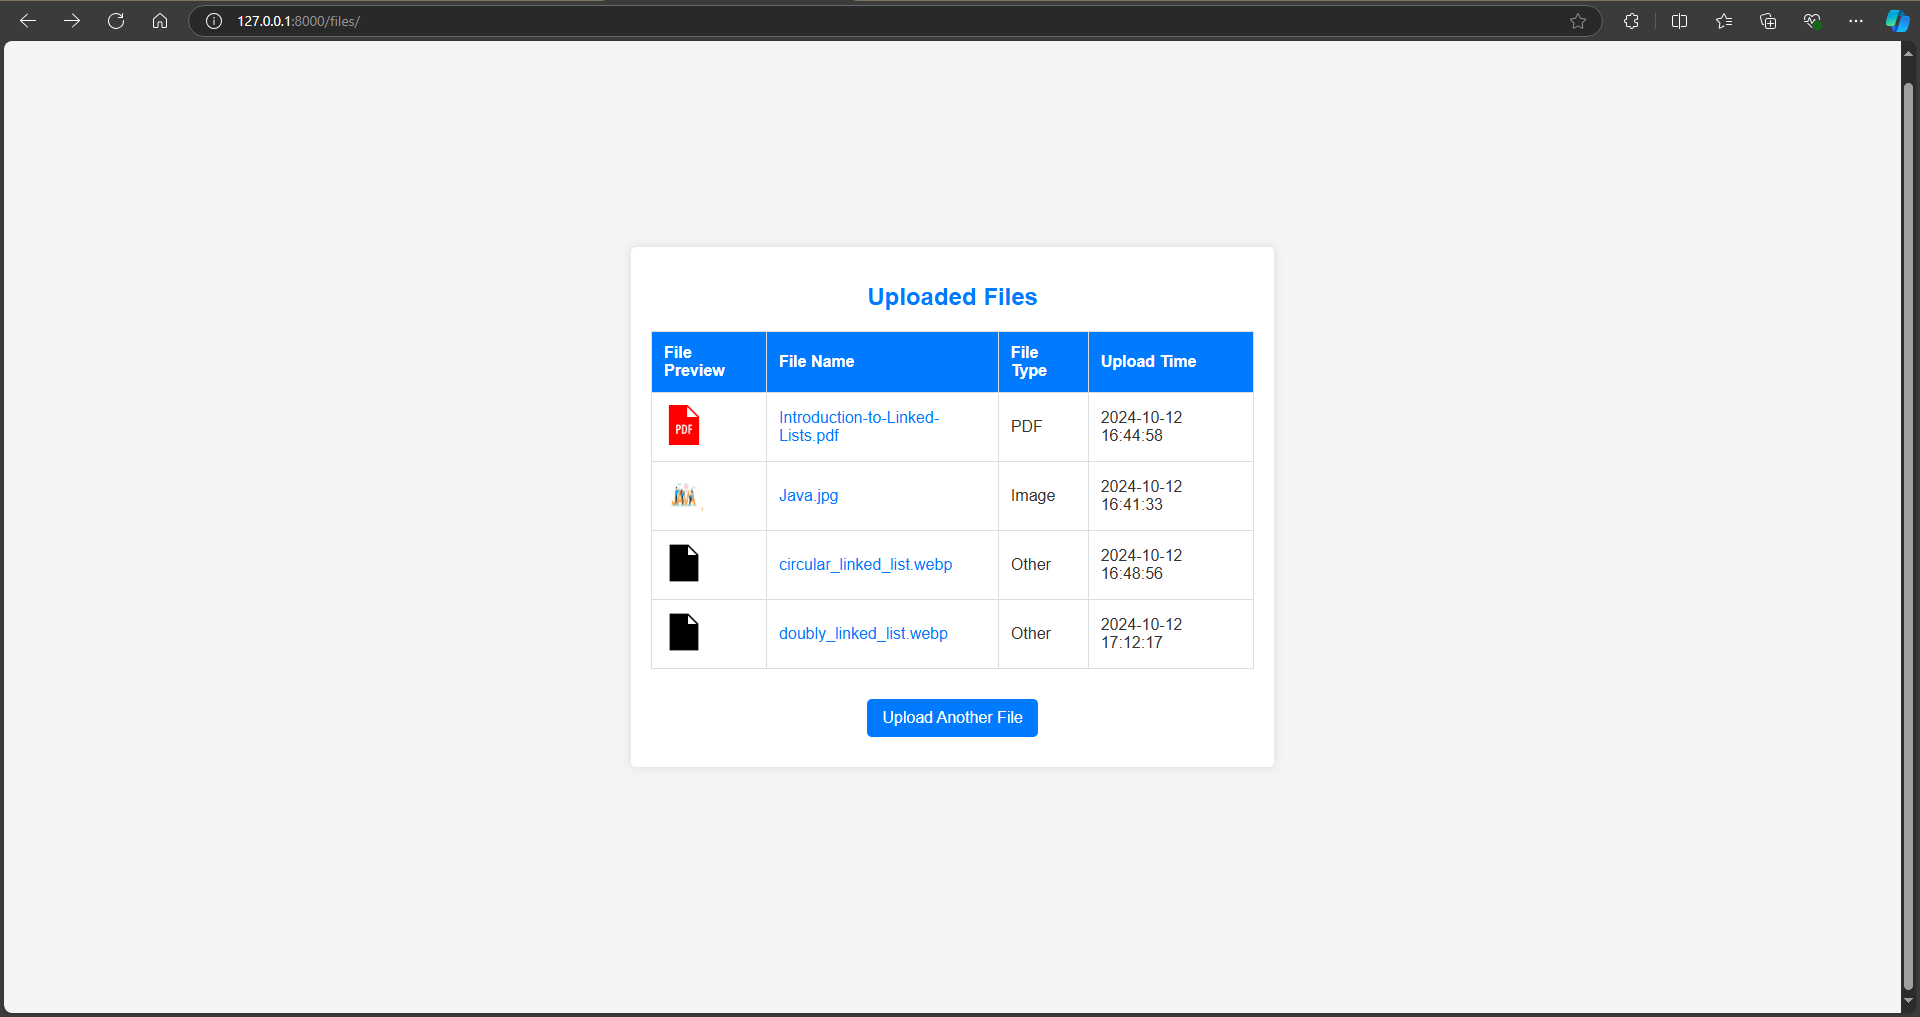 127.0.0.1:8000/files/
Uploaded Files
File
Preview
File Name
File
Type
Upload Time
PDF
Introduction-to-Linked-
Lists.pdf
PDF
2024-10-12
16:44:58
Java.jpg
Image
2024-10-12
16:41:33
circular_linked_list.webp
Other
2024-10-12
16:48:56
doubly_linked_list.webp
Other
2024-10-12
17:12:17
Upload Another File